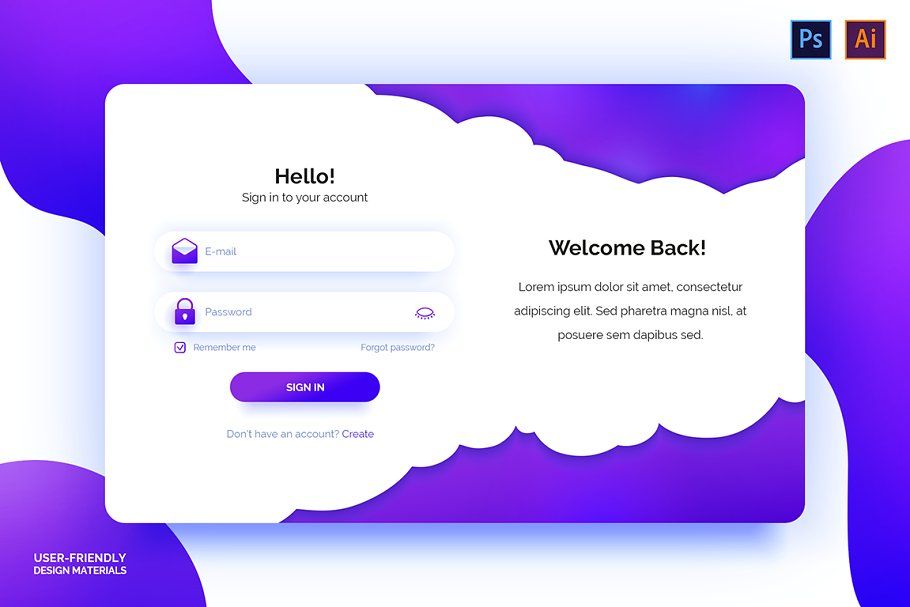 Ps Ai
Hello!
Sign in to your account
E-mail
Password
Remember me
Forgot password?
SIGN IN
Don't have an account? Create
Welcome Back!
Lorem ipsum dolor sit amet, consectetur
adipiscing elit. Sed pharetra magna nisl, at
posuere sem dapibus sed.
USER-FRIENDLY
DESIGN MATERIALS